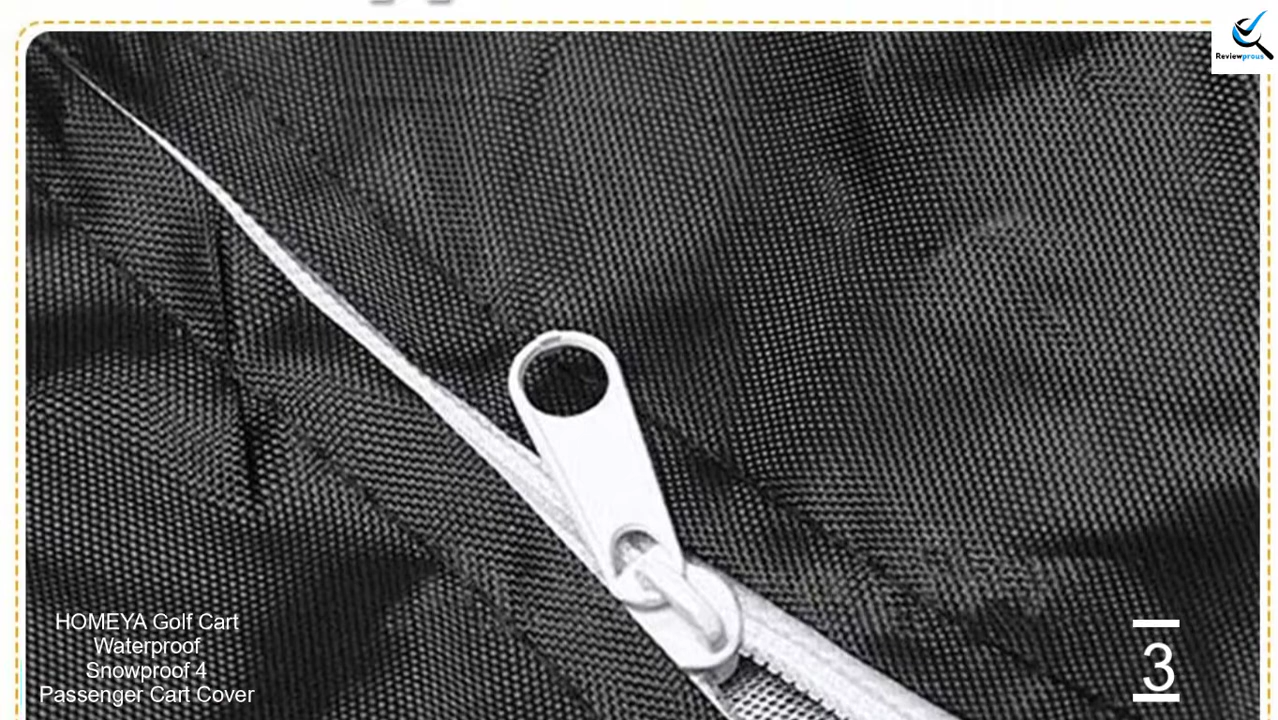 Reviewprous
HOMEYA Golf Cart
Waterproof
Snowproof 4
Passenger Cart Cover
3